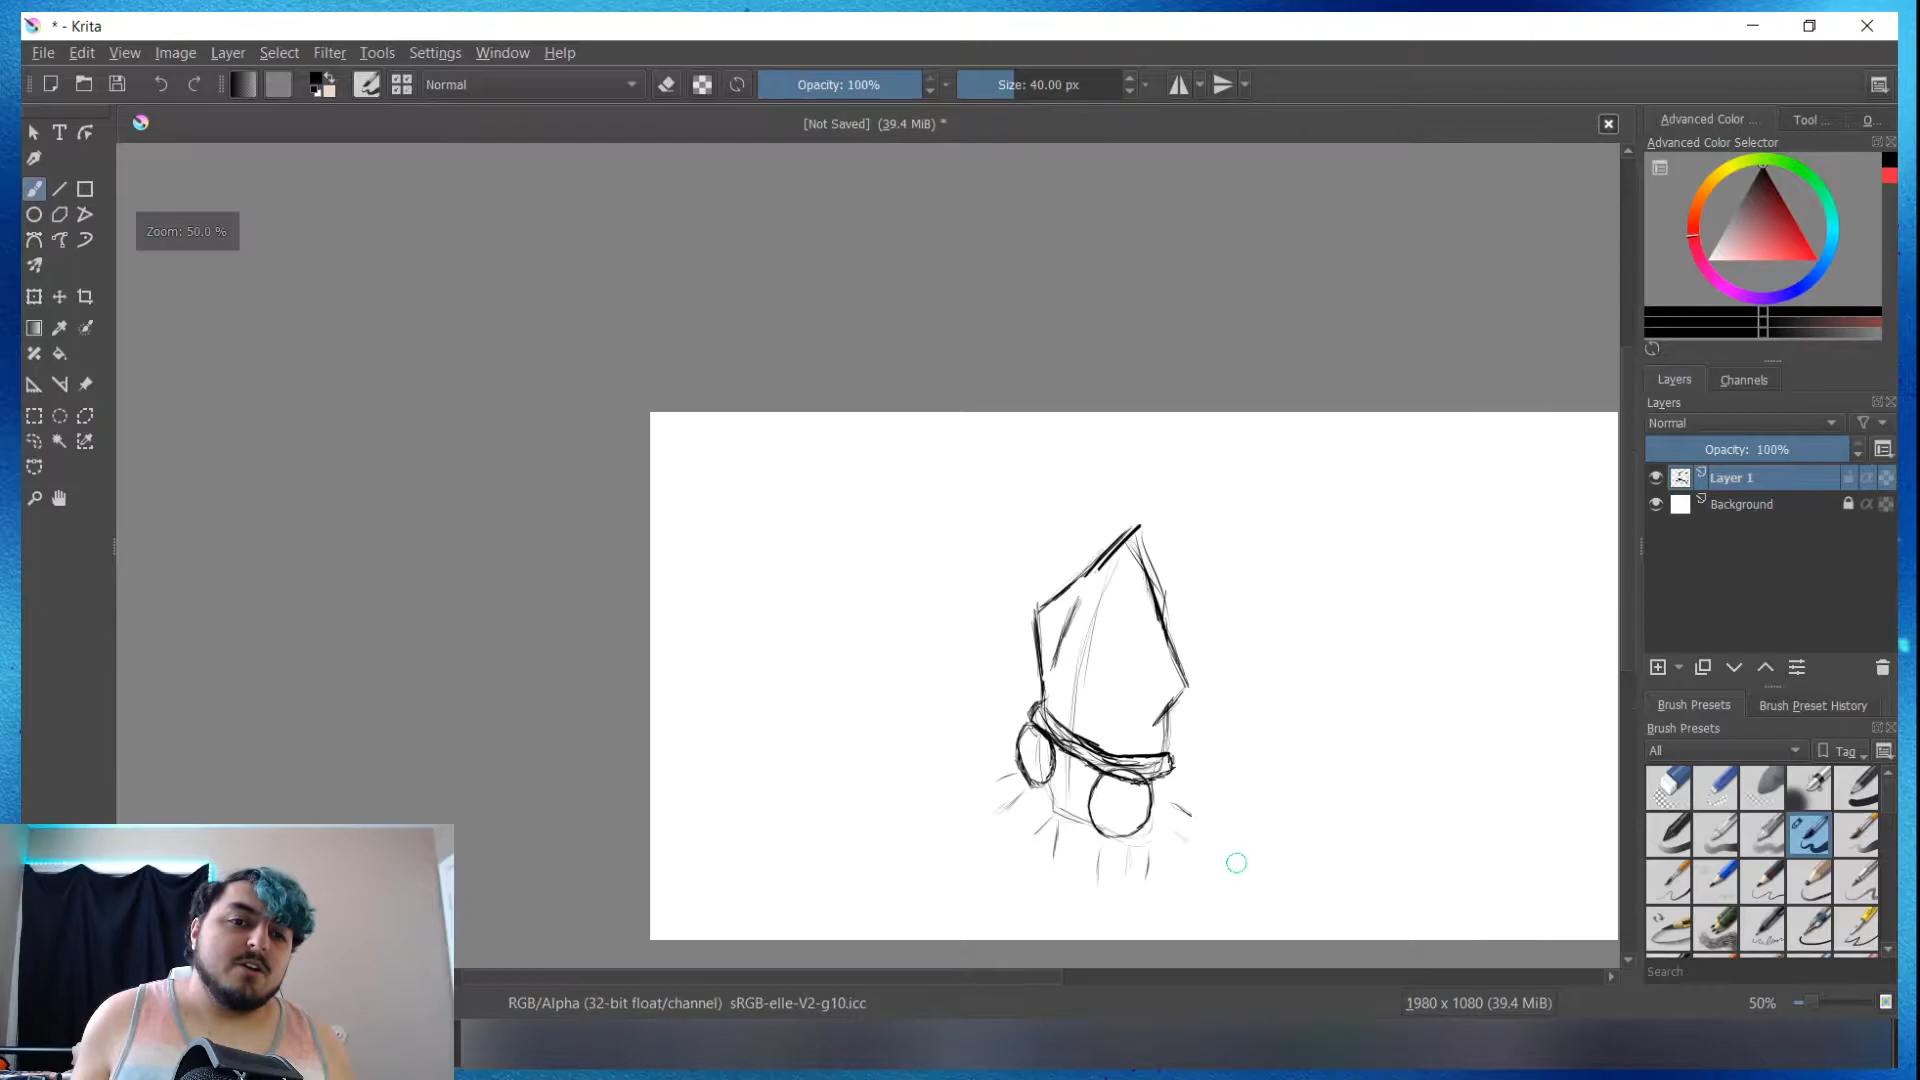 * - Krita
File Edit View Image Layer Select Filter Tools Settings Window Help
Normal Opacity: 100% Size: 40.00 px
[Not Saved] (39.4 MiB) *
Zoom: 50.0 %
Advanced Color ... Tool ... O...
Advanced Color Selector
Layers Channels
Layers
Normal
Opacity: 100%
Layer 1
Background
Brush Presets Brush Preset History
Brush Presets
All Tag
Search
RGB/Alpha (32-bit float/channel) sRGB-elle-V2-g10.icc 1980 x 1080 (39.4 MiB) 50%